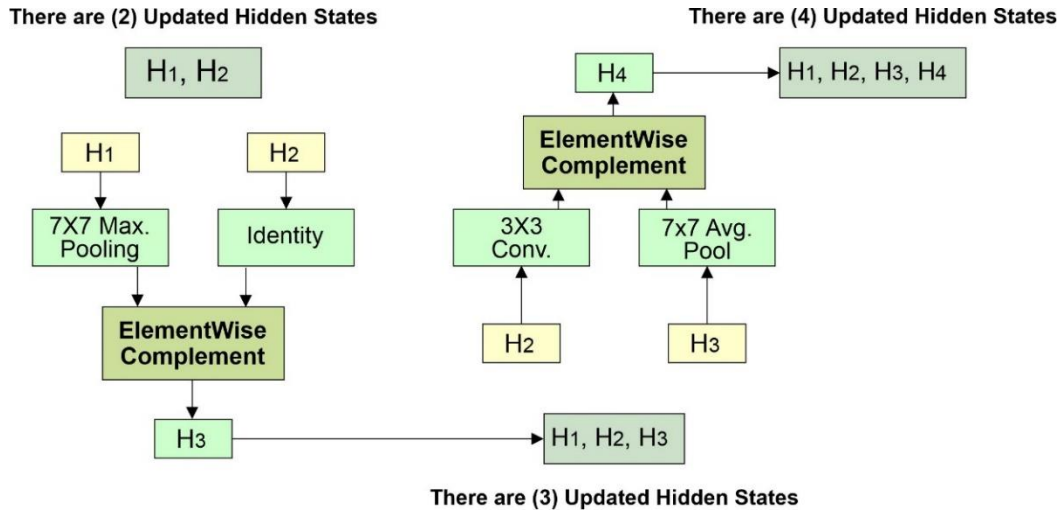 There are (2) Updated Hidden States
H1, H2
H1
H2
7X7 Max.
Pooling
Identity
ElementWise
Complement
H3
H1, H2, H3
There are (3) Updated Hidden States
There are (4) Updated Hidden States
H4
H1, H2, H3, H4
ElementWise
Complement
3X3
Conv.
7x7 Avg.
Pool
H2
H3